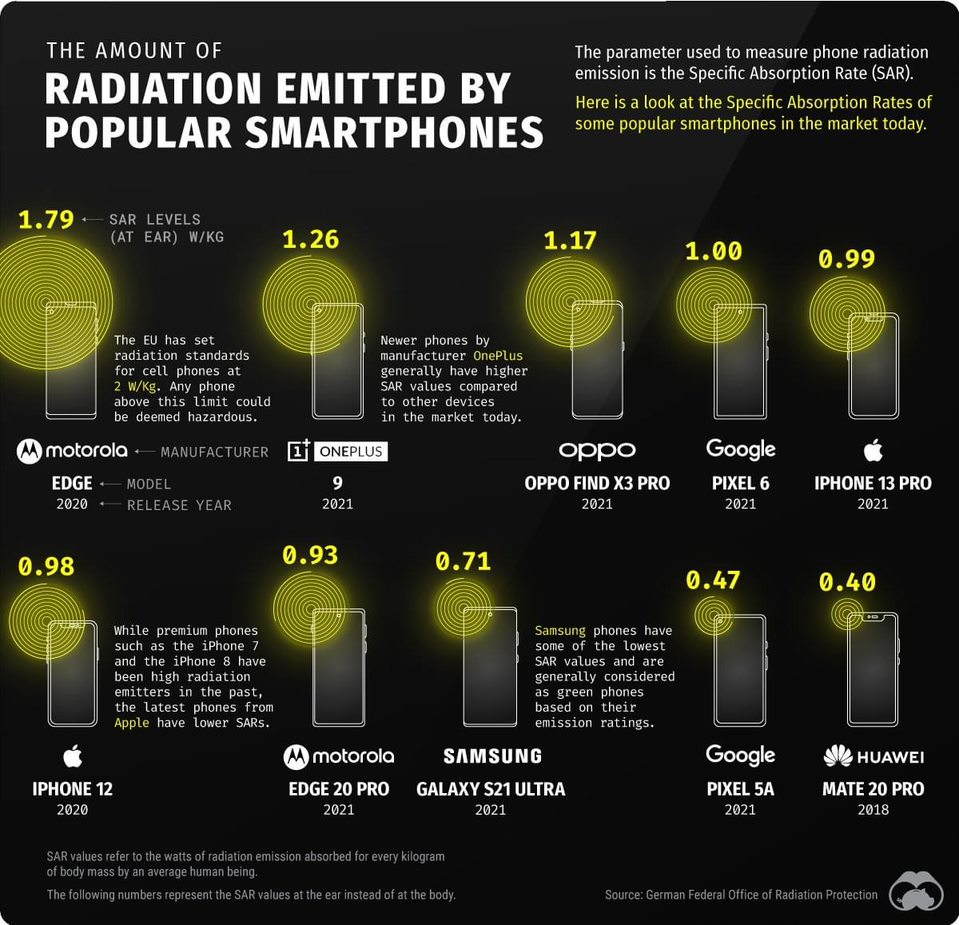 THE AMOUNT OF
RADIATION EMITTED BY
POPULAR SMARTPHONES
The parameter used to measure phone radiation
emission is the Specific Absorption Rate (SAR).
Here is a look at the Specific Absorption Rates of
some popular smartphones in the market today.
1.79
SAR LEVELS
(AT EAR) W/KG
The EU has set
radiation standards
for cell phones at
2 W/Kg. Any phone
above this limit could
be deemed hazardous.
motorola
MANUFACTURER
EDGE
MODEL
2020
RELEASE YEAR
1.26
Newer phones by
manufacturer OnePlus
generally have higher
SAR values compared
to other devices
in the market today.
1+ ONEPLUS
9
2021
1.17
oppo
OPPO FIND X3 PRO
2021
1.00
Google
PIXEL 6
2021
0.99
IPHONE 13 PRO
2021
0.98
While premium phones
such as the iPhone 7
and the iPhone 8 have
been high radiation
emitters in the past,
the latest phones from
Apple have lower SARs.
IPHONE 12
2020
0.93
motorola
EDGE 20 PRO
2021
0.71
Samsung phones have
some of the lowest
SAR values and are
generally considered
as green phones
based on their
emission ratings.
SAMSUNG
GALAXY S21 ULTRA
2021
0.47
Google
PIXEL 5A
2021
0.40
HUAWEI
MATE 20 PRO
2018
SAR values refer to the watts of radiation emission absorbed for every kilogram
of body mass by an average human being.
The following numbers represent the SAR values at the ear instead of at the body.
Source: German Federal Office of Radiation Protection